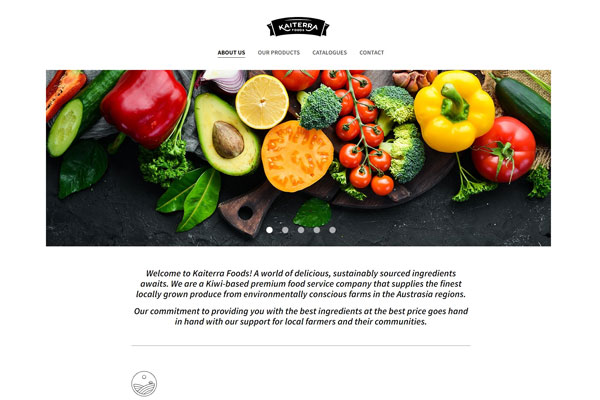 KAITERRA
FOODS
ABOUT US OUR PRODUCTS CATALOGUES CONTACT
Welcome to Kaiterra Foods! A world of delicious, sustainably sourced ingredients
awaits. We are a Kiwi-based premium food service company that supplies the finest
locally grown produce from environmentally conscious farms in the Austrasia regions.
Our commitment to providing you with the best ingredients at the best price goes hand
in hand with our support for local farmers and their communities.